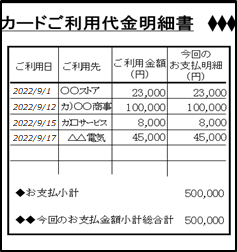 カードご利用代金明細書 ◆◆◆
ご利用日 ご利用先 ご利用金額(円) 今回のお支払明細(円)
2022/9/1 〇〇ストア 23,000 23,000
2022/9/12 カ)〇〇商事 100,000 100,000
2022/9/15 カ)□サービス 8,000 8,000
2022/9/17 △△電気 45,000 45,000
◆お支払小計 500,000
◆◆今回のお支払金額小計総合計 500,000